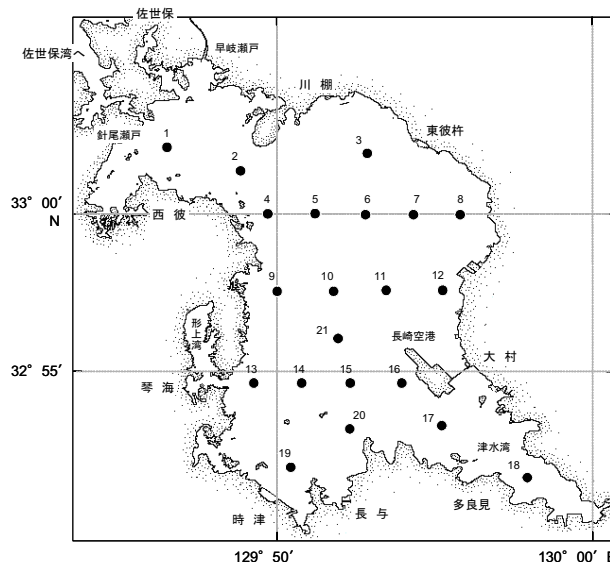 佐世保
佐世保湾へ
早岐瀬戸
川棚
東彼杵
針尾瀬戸
1
2
3
33° 00′
N
西彼
4
5
6
7
8
9
10
11
12
21
長崎空港
形上湾
大村
32° 55′
琴海
13
14
15
16
20
17
津水湾
19
18
多良見
時津
長与
129° 50′
130° 00′ E